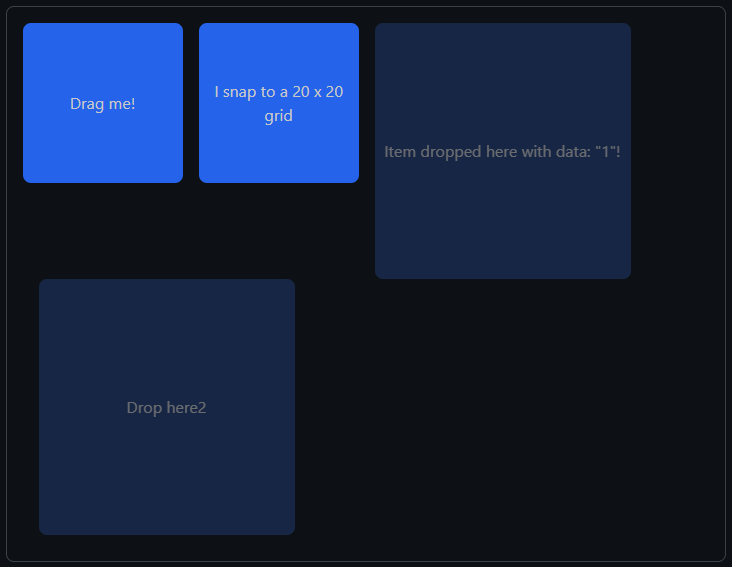 Drag me!
I snap to a 20 x 20
grid
Item dropped here with data: "1"!
Drop here2